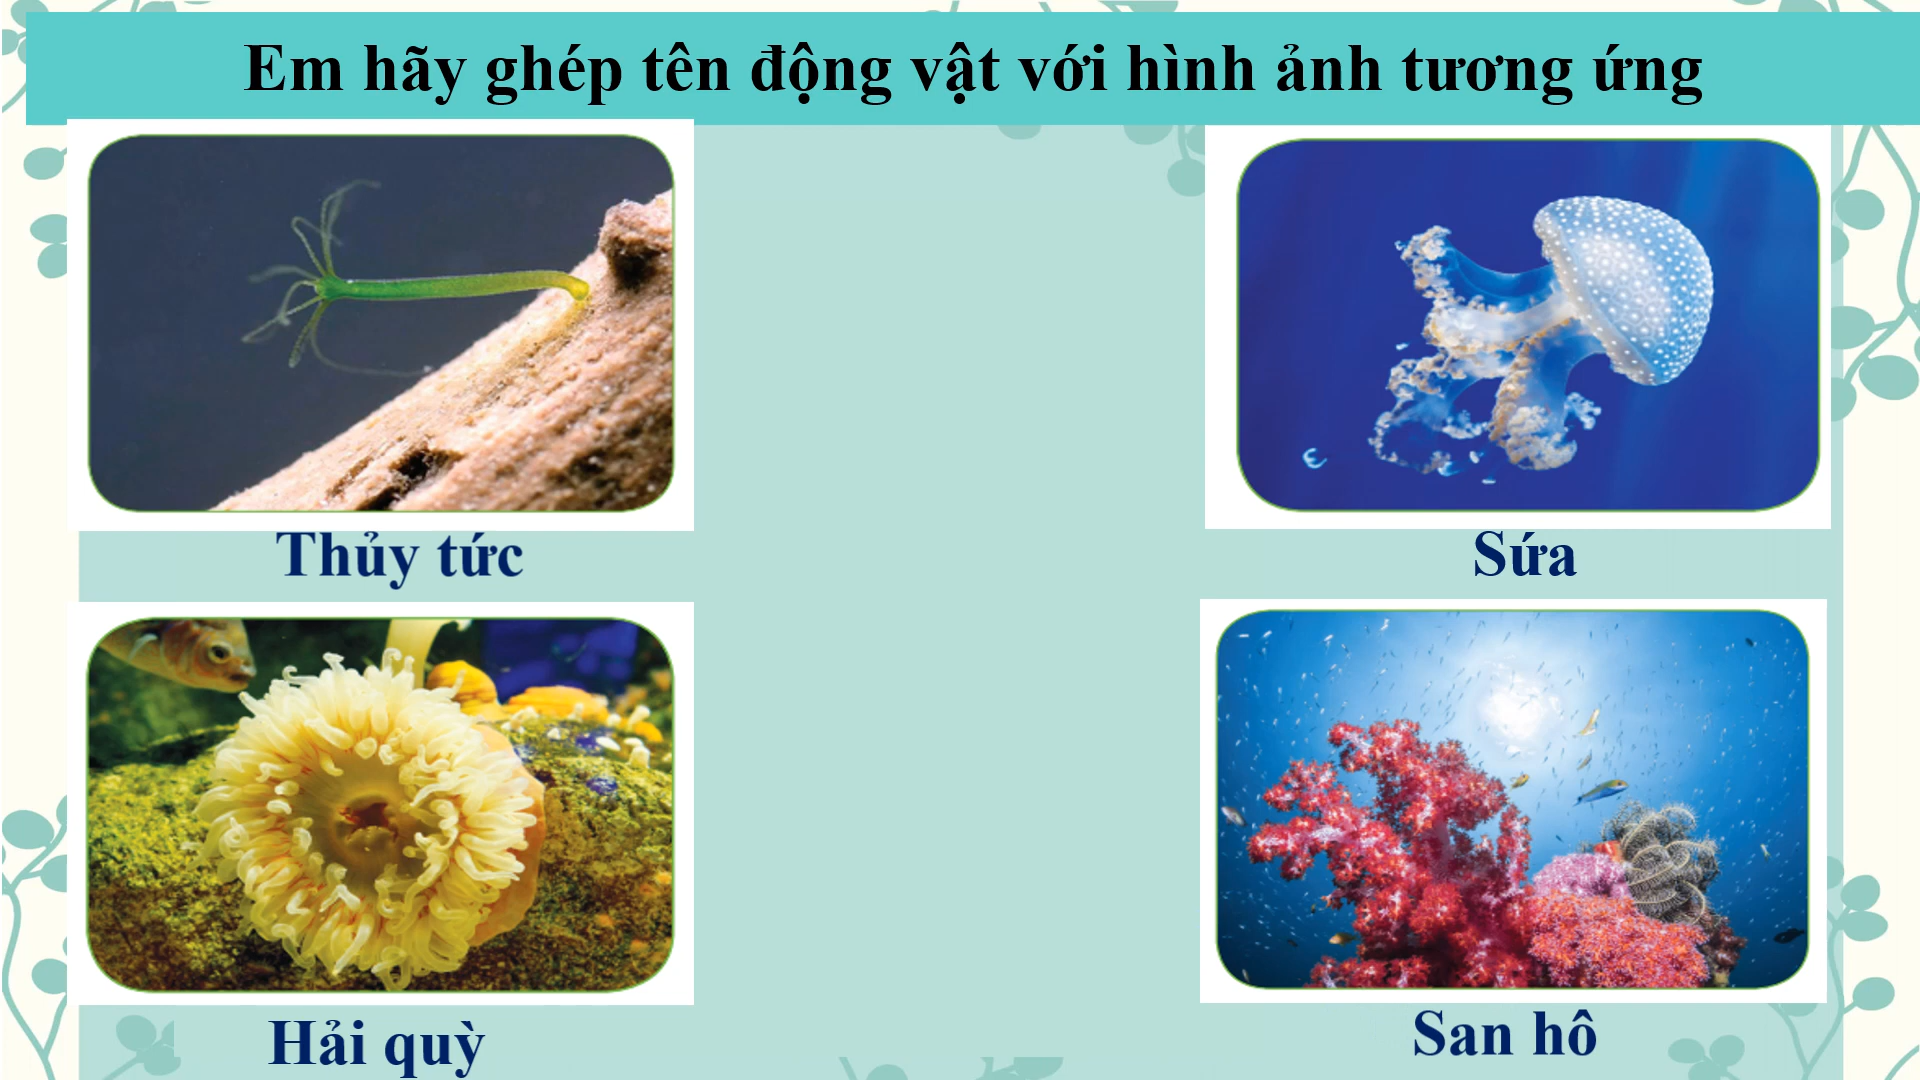 Em hãy ghép tên động vật với hình ảnh tương ứng
Thủy tức
Sứa
Hải quỳ
San hô